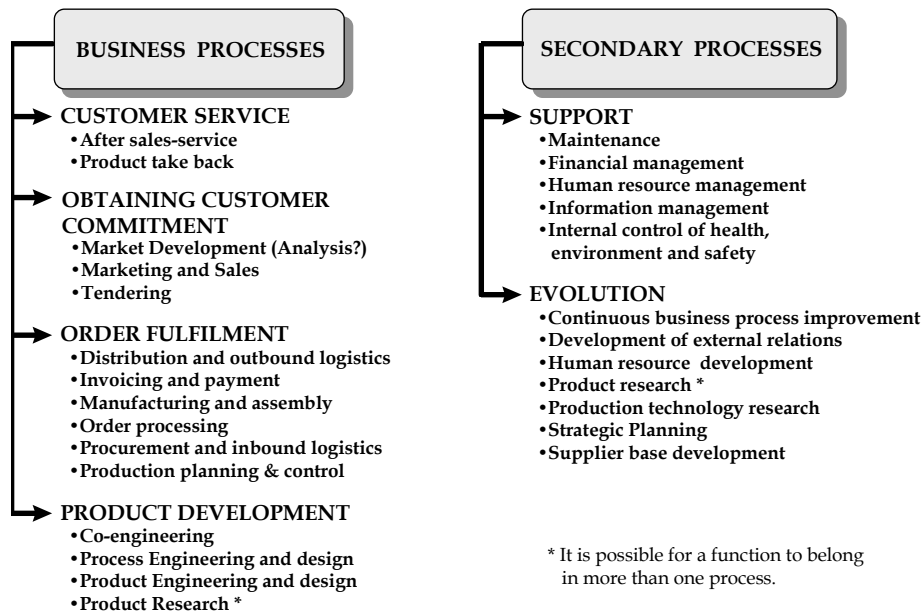 BUSINESS PROCESSES
CUSTOMER SERVICE
•After sales-service
•Product take back
OBTAINING CUSTOMER
COMMITMENT
•Market Development (Analysis?)
•Marketing and Sales
•Tendering
ORDER FULFILMENT
•Distribution and outbound logistics
•Invoicing and payment
•Manufacturing and assembly
•Order processing
•Procurement and inbound logistics
•Production planning & control
PRODUCT DEVELOPMENT
•Co-engineering
•Process Engineering and design
•Product Engineering and design
•Product Research *
SECONDARY PROCESSES
SUPPORT
•Maintenance
•Financial management
•Human resource management
•Information management
•Internal control of health,
environment and safety
EVOLUTION
•Continuous business process improvement
•Development of external relations
•Human resource development
•Product research *
•Production technology research
•Strategic Planning
•Supplier base development
* It is possible for a function to belong
in more than one process.